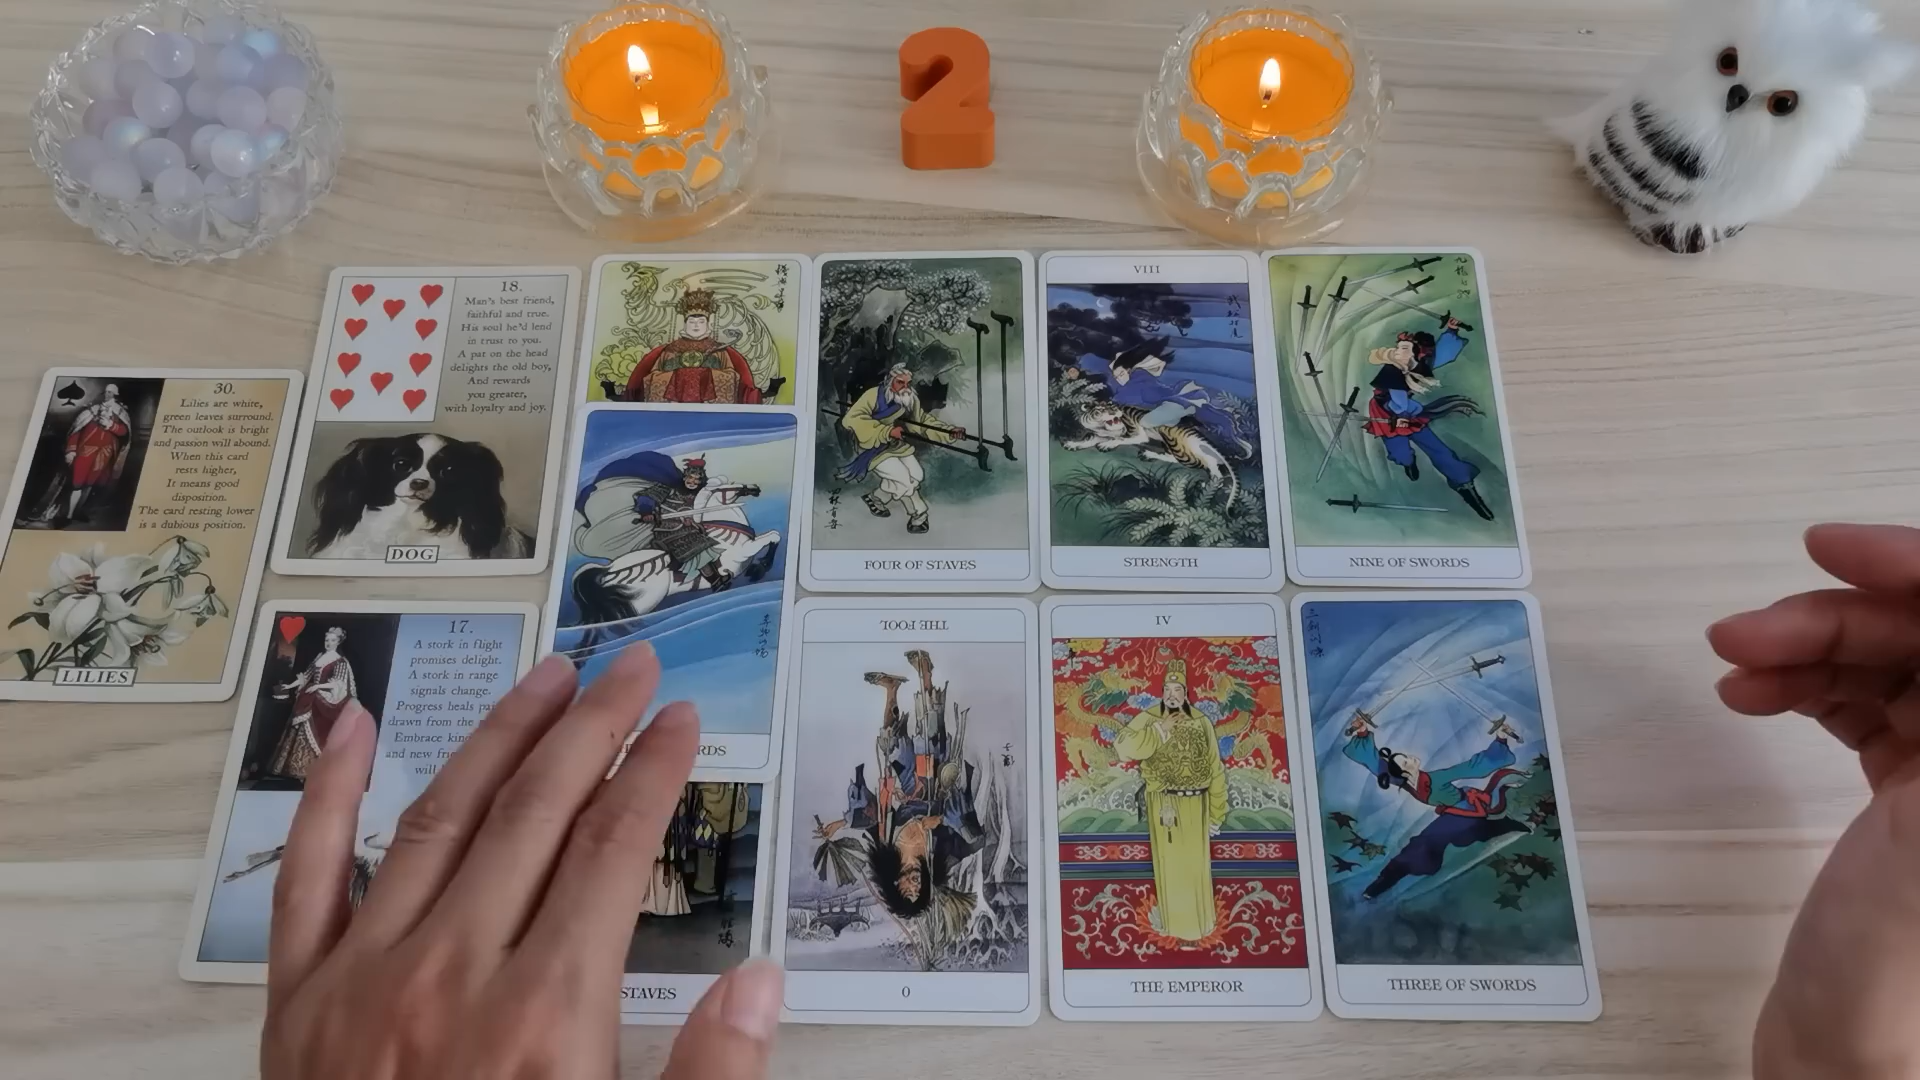 2
30.
Lilies are white,
green leaves surround.
The outlook is bright
and passion will abound.
When this card
rests higher,
It means good
disposition.
The card resting lower
is a dubious position.
LILIES
18.
Man's best friend,
faithful and true.
His soul he'd lend
in trust to you.
A pat on the head
delights the old boy,
And rewards
you greater,
with loyalty and joy.
DOG
17.
A stork in flight
promises delight.
A stork in range
signals change.
Progress heals
drawn from the
Embrace
and new
will
FOUR OF STAVES
VIII
STRENGTH
NINE OF SWORDS
STAVES
THE FOOL
0
IV
THE EMPEROR
THREE OF SWORDS